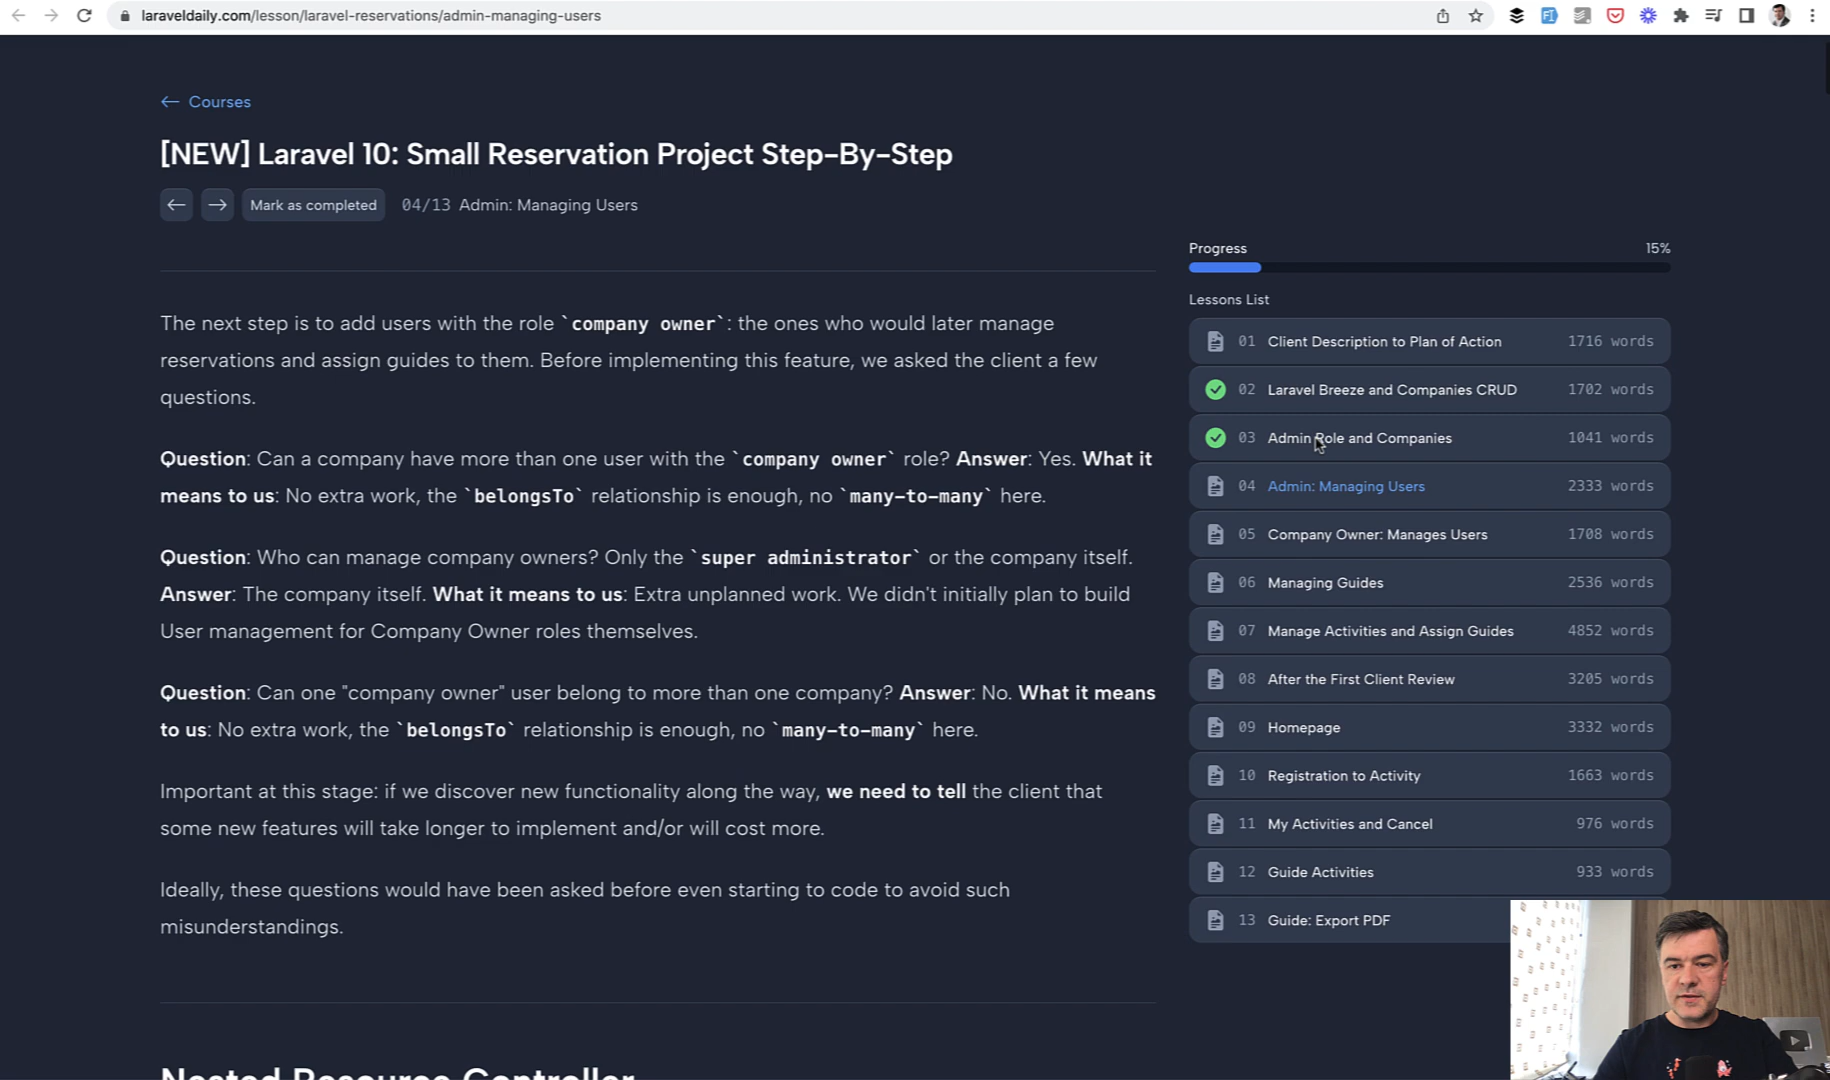 laraveldaily.com/lesson/laravel-reservations/admin-managing-users
← Courses
[NEW] Laravel 10: Small Reservation Project Step-By-Step
← → Mark as completed 04/13 Admin: Managing Users
The next step is to add users with the role `company owner`: the ones who would later manage
reservations and assign guides to them. Before implementing this feature, we asked the client a few
questions.
Question: Can a company have more than one user with the `company owner` role? Answer: Yes. What it
means to us: No extra work, the `belongsTo` relationship is enough, no `many-to-many` here.
Question: Who can manage company owners? Only the `super administrator` or the company itself.
Answer: The company itself. What it means to us: Extra unplanned work. We didn't initially plan to build
User management for Company Owner roles themselves.
Question: Can one "company owner" user belong to more than one company? Answer: No. What it means
to us: No extra work, the `belongsTo` relationship is enough, no `many-to-many` here.
Important at this stage: if we discover new functionality along the way, we need to tell the client that
some new features will take longer to implement and/or will cost more.
Ideally, these questions would have been asked before even starting to code to avoid such
misunderstandings.
Nested Resource Controller
Progress 15%
Lessons List
01 Client Description to Plan of Action 1716 words
02 Laravel Breeze and Companies CRUD 1702 words
03 Admin Role and Companies 1041 words
04 Admin: Managing Users 2333 words
05 Company Owner: Manages Users 1708 words
06 Managing Guides 2536 words
07 Manage Activities and Assign Guides 4852 words
08 After the First Client Review 3205 words
09 Homepage 3332 words
10 Registration to Activity 1663 words
11 My Activities and Cancel 976 words
12 Guide Activities 933 words
13 Guide: Export PDF